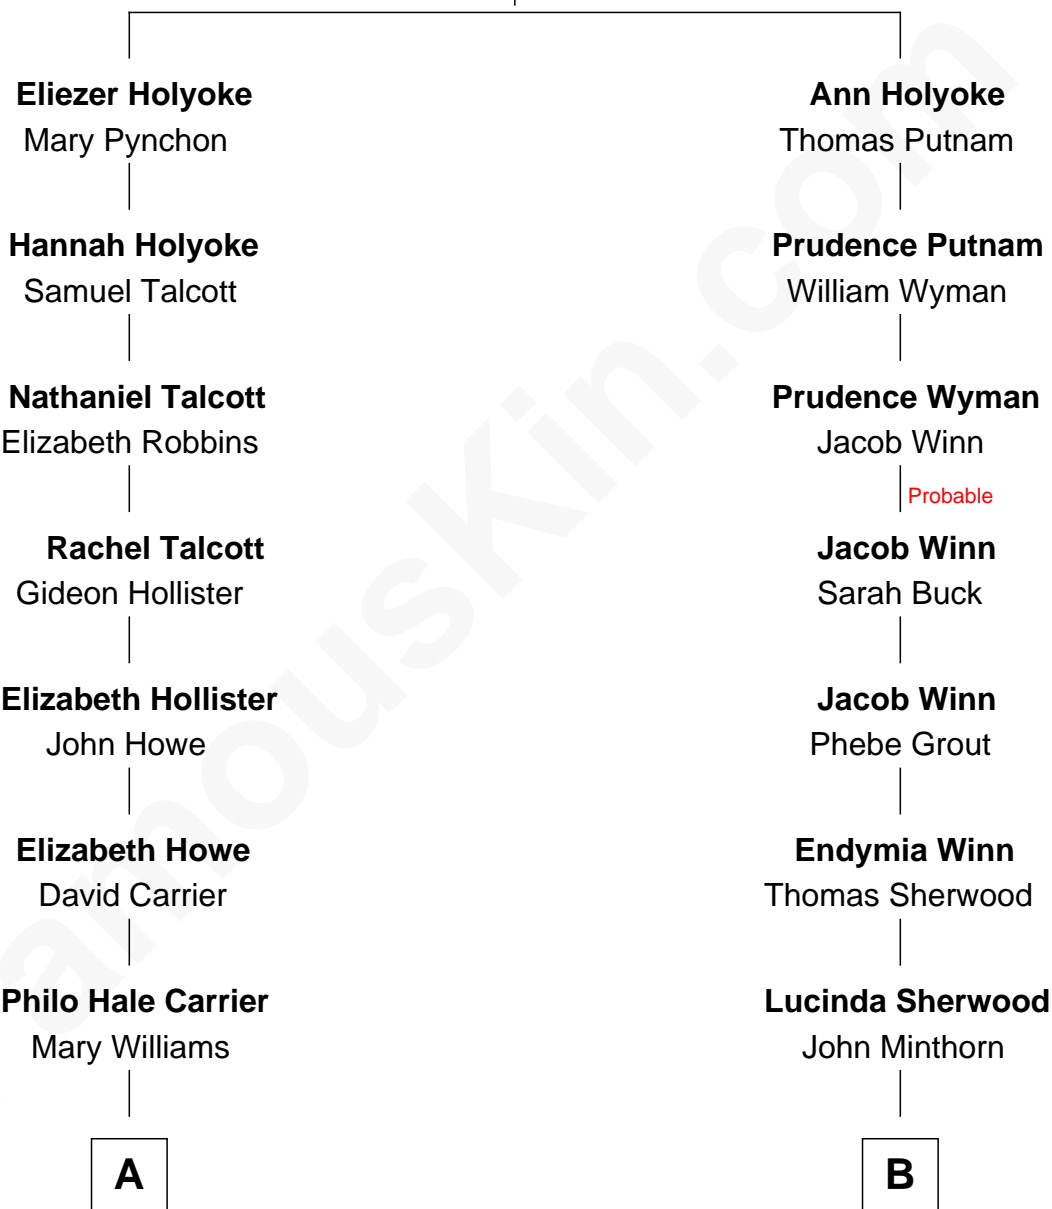 Eliezer Holyoke
Mary Pynchon
Hannah Holyoke
Samuel Talcott
Nathaniel Talcott
Elizabeth Robbins
Rachel Talcott
Gideon Hollister
Elizabeth Hollister
John Howe
Elizabeth Howe
David Carrier
Philo Hale Carrier
Mary Williams
A
Ann Holyoke
Thomas Putnam
Prudence Putnam
William Wyman
Prudence Wyman
Jacob Winn
Probable
Jacob Winn
Sarah Buck
Jacob Winn
Phebe Grout
Endymia Winn
Thomas Sherwood
Lucinda Sherwood
John Minthorn
B
amousKin.com